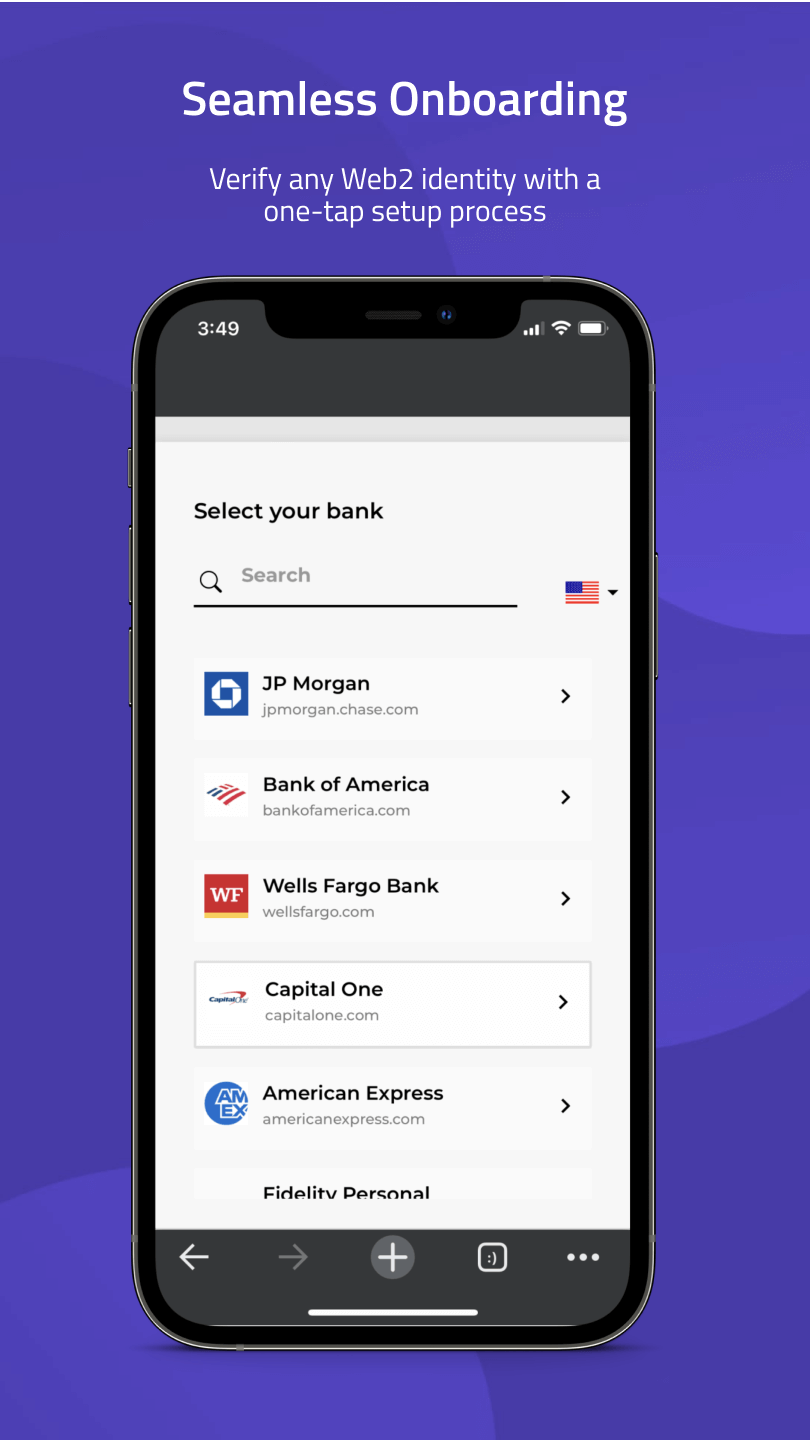 Seamless Onboarding
Verify any Web2 identity with a
one-tap setup process
3:49
Select your bank
Search
JP Morgan
jpmorgan.chase.com
Bank of America
bankofamerica.com
WF
Wells Fargo Bank
wellsfargo.com
Capital One
Capital One
capitalone.com
AM
EX
American Express
americanexpress.com
Fidelity Personal
:)